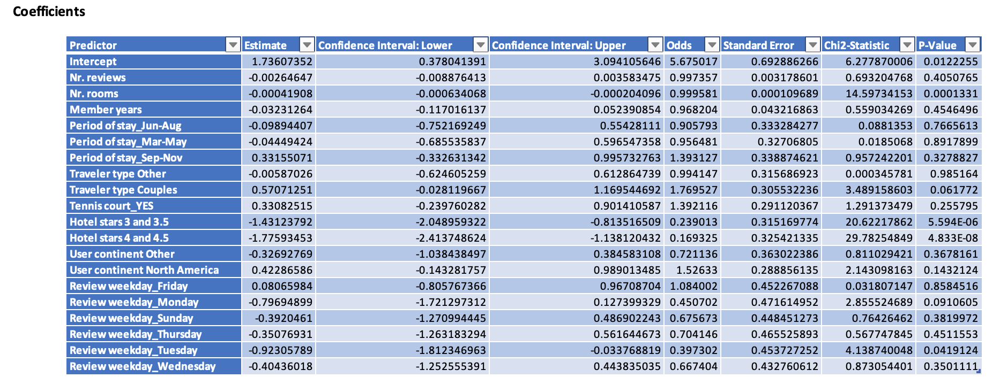 Coefficients
Predictor Estimate Confidence Interval: Lower Confidence Interval: Upper Odds Standard Error Chi2-Statistic P-Value
Intercept 1.73607352 0.378041391 3.094105646 5.675017 0.692886266 6.277870006 0.0122255
Nr. reviews -0.00264647 -0.008876413 0.003583475 0.997357 0.003178601 0.693204768 0.4050765
Nr. rooms -0.00041908 -0.000634068 -0.000204096 0.999581 0.000109689 14.59734153 0.0001331
Member years -0.03231264 -0.117016137 0.052390854 0.968204 0.043216863 0.559034269 0.4546496
Period of stay_Jun-Aug -0.09894407 -0.752169249 0.55428111 0.905793 0.333284277 0.0881353 0.7665613
Period of stay_Mar-May -0.04449424 -0.685535837 0.596547358 0.956481 0.32706805 0.0185068 0.8917899
Period of stay_Sep-Nov 0.33155071 -0.332631342 0.995732763 1.393127 0.338874621 0.957242201 0.3278827
Traveler type Other -0.00587026 -0.624605259 0.612864739 0.994147 0.315686923 0.000345781 0.985164
Traveler type Couples 0.57071251 -0.028119667 1.169544692 1.769527 0.305532236 3.489158603 0.061772
Tennis court_YES 0.33082515 -0.239760282 0.901410587 1.392116 0.291120367 1.291373479 0.255795
Hotel stars 3 and 3.5 -1.43123792 -2.048959322 -0.813516509 0.239013 0.315169774 20.62217862 5.594E-06
Hotel stars 4 and 4.5 -1.77593453 -2.413748624 -1.138120432 0.169325 0.325421335 29.78254849 4.833E-08
User continent Other -0.32692769 -1.038438497 0.384583108 0.721136 0.363022386 0.811029421 0.3678161
User continent North America 0.42286586 -0.143281757 0.989013485 1.52633 0.288856135 2.143098163 0.1432124
Review weekday_Friday 0.08065984 -0.805767366 0.96708704 1.084002 0.452267088 0.031807147 0.8584516
Review weekday_Monday -0.79694899 -1.721297312 0.127399329 0.450702 0.471614952 2.855524689 0.0910605
Review weekday_Sunday -0.3920461 -1.270994445 0.486902243 0.675673 0.448451273 0.76426462 0.3819972
Review weekday_Thursday -0.35076931 -1.263183294 0.561644673 0.704146 0.465525893 0.567747845 0.4511553
Review weekday_Tuesday -0.92305789 -1.812346963 -0.033768819 0.397302 0.453727252 4.138740048 0.0419124
Review weekday_Wednesday -0.40436018 -1.252555391 0.443835035 0.667404 0.432760612 0.873054401 0.3501111